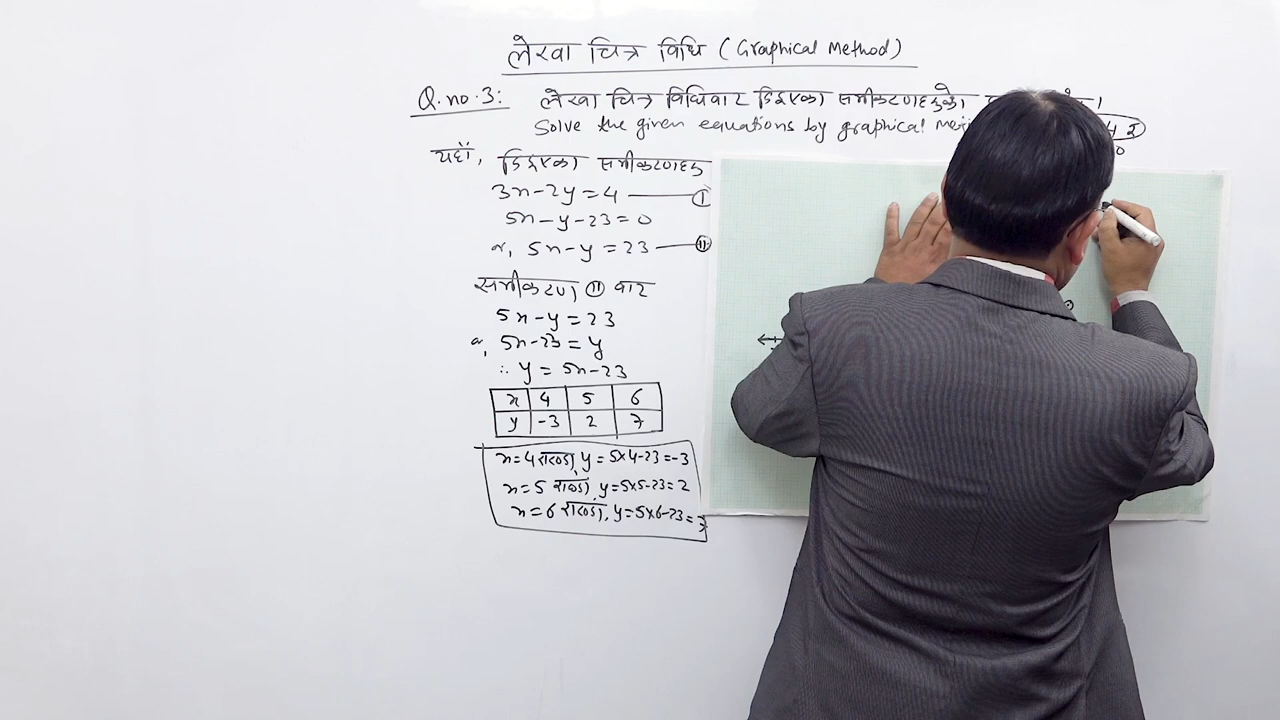 लेखा चित्र विधि (Graphical Method)
Q.no.3: लेखा चित्र विधिबाट दिइएका समीकरणहरूको
Solve the given equations by graphical
यहाँ, दिइएका समीकरणहरू
3x-2y=4 — (I)
5x-y-23=0
or, 5x-y=23 — (II)
समीकरण (II) बाट
5x-y=23
or, 5x-23=y
∴ y=5x-23
x 4 5 6
y -3 2 7
x=4 राख्दा, y=5×4-23=-3
x=5 राख्दा, y=5×5-23=2
x=6 राख्दा, y=5×6-23=7